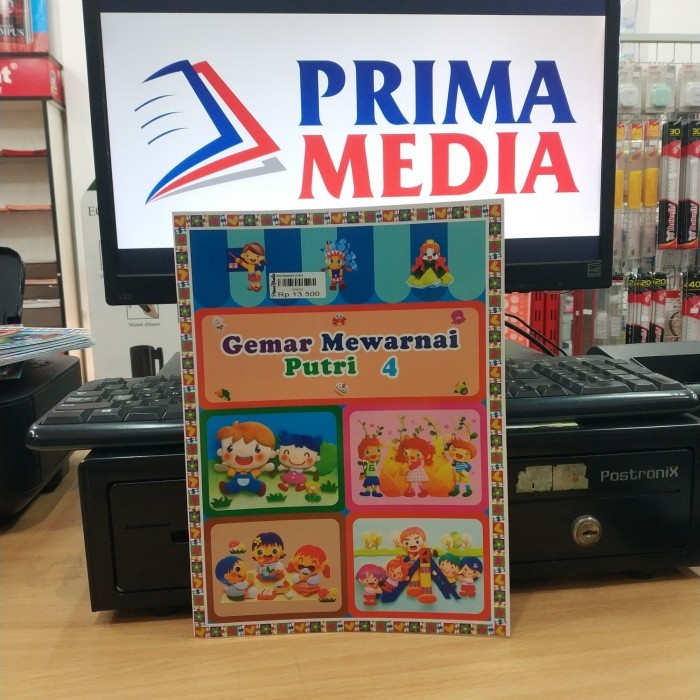 PRIMA
MEDIA
Rp 13.500
Gemar Mewarnai
Putri 4
PostroniX